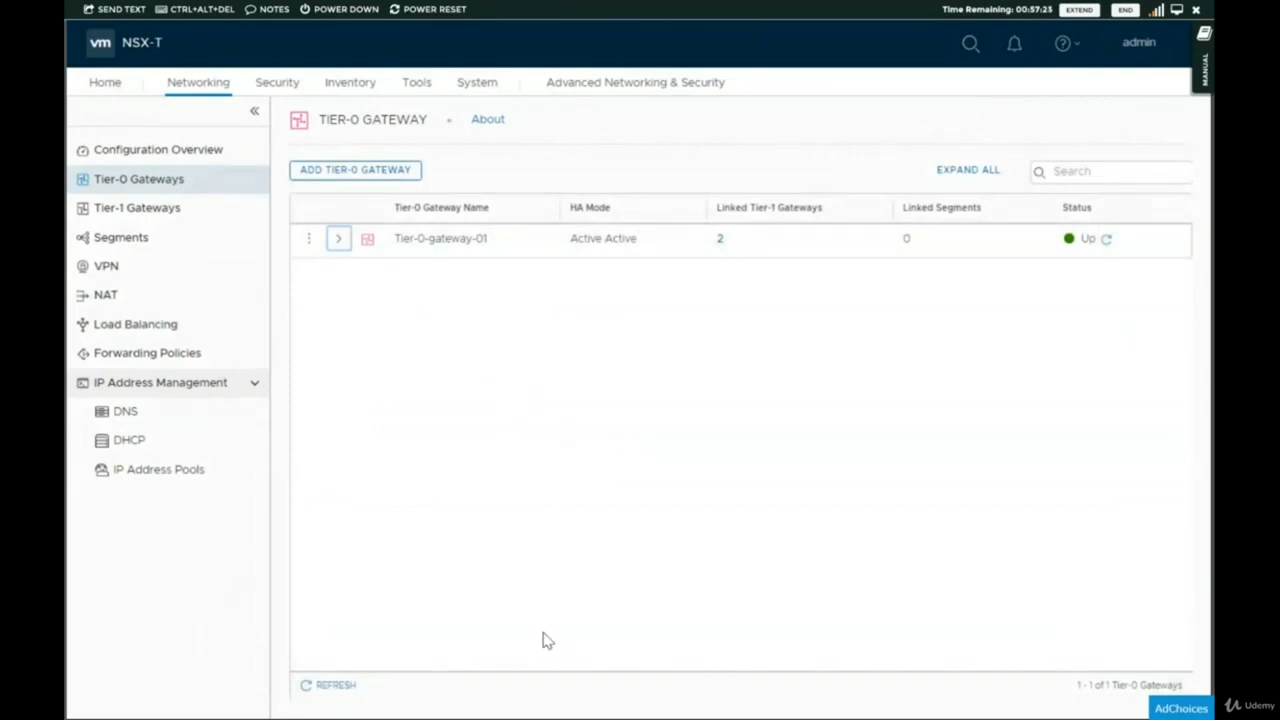 SEND TEXT CTRL+ALT+DEL NOTES POWER DOWN POWER RESET Time Remaining: 00:57:25 EXTEND END
vm NSX-T admin
MANUAL
Home Networking Security Inventory Tools System Advanced Networking & Security
TIER-0 GATEWAY About
Configuration Overview
Tier-0 Gateways
Tier-1 Gateways
Segments
VPN
NAT
Load Balancing
Forwarding Policies
IP Address Management
DNS
DHCP
IP Address Pools
ADD TIER-0 GATEWAY EXPAND ALL Search
Tier-0 Gateway Name HA Mode Linked Tier-1 Gateways Linked Segments Status
Tier-0-gateway-01 Active Active 2 0 Up
REFRESH 1 - 1 of 1 Tier-0 Gateways
AdChoices Udemy